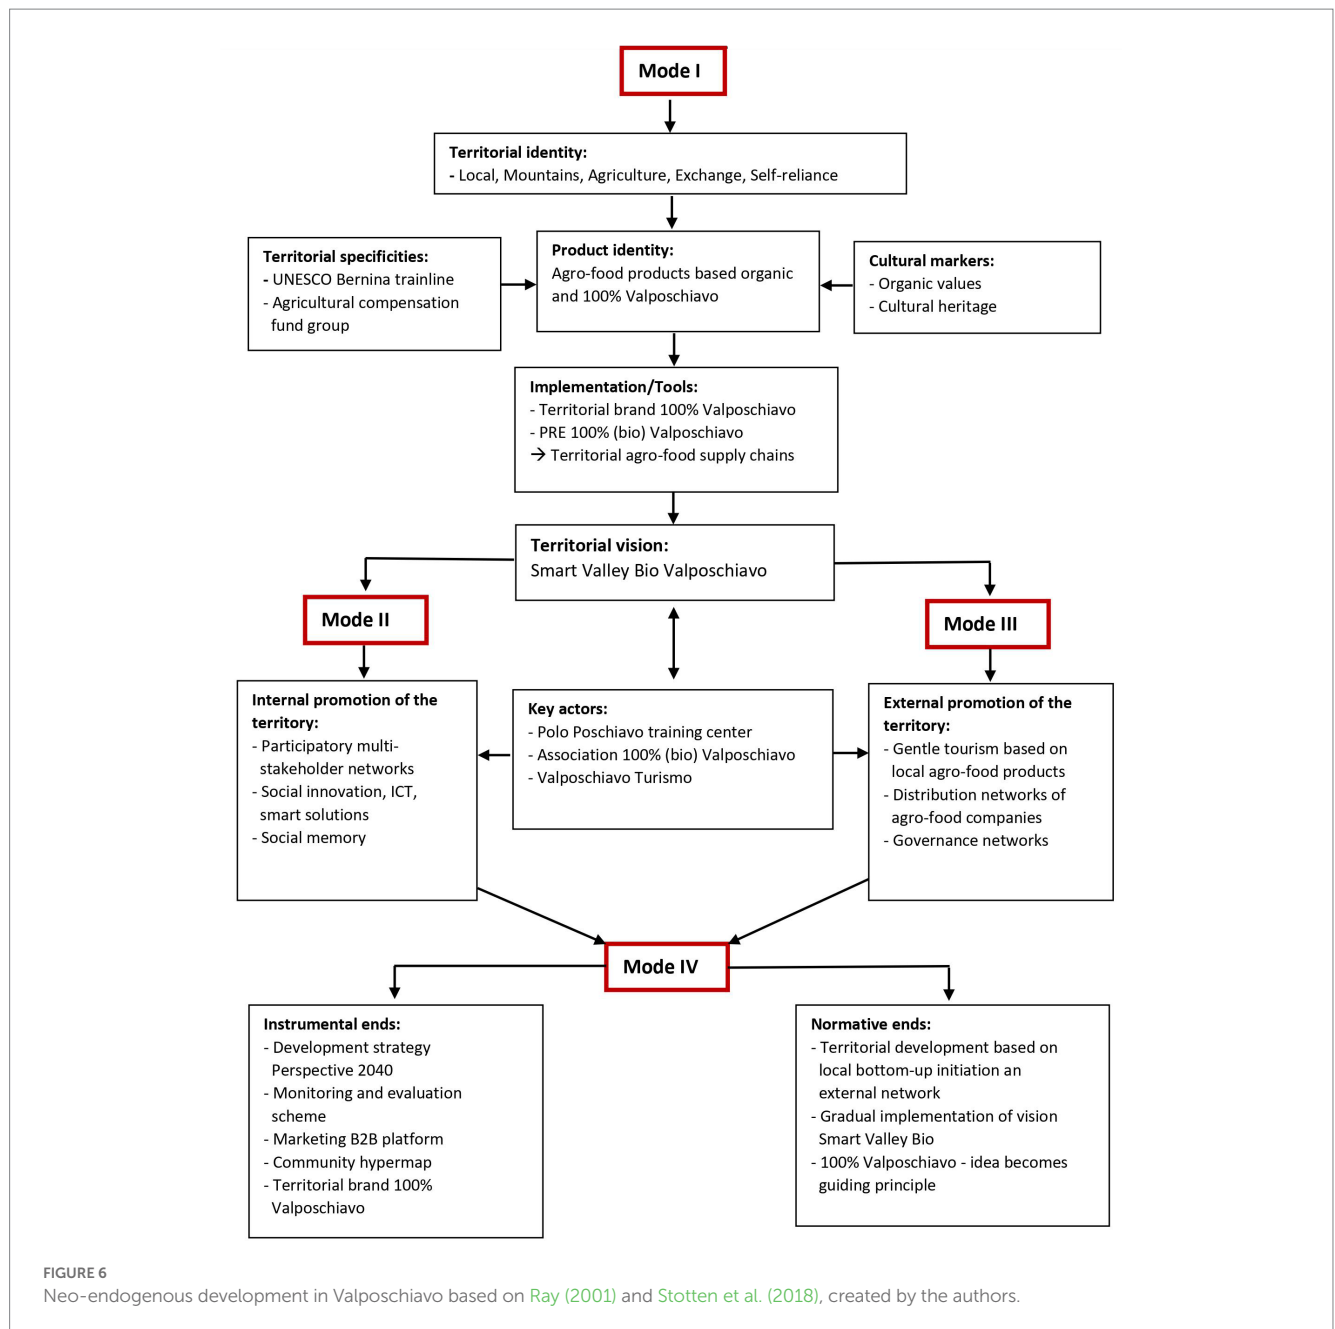 Mode I
Territorial identity:
- Local, Mountains, Agriculture, Exchange, Self-reliance
Territorial specificities:
- UNESCO Bernina trainline
- Agricultural compensation
fund group
Product identity:
Agro-food products based organic
and 100% Valposchiavo
Cultural markers:
- Organic values
- Cultural heritage
Implementation/Tools:
- Territorial brand 100% Valposchiavo
- PRE 100% (bio) Valposchiavo
→ Territorial agro-food supply chains
Territorial vision:
Smart Valley Bio Valposchiavo
Mode II
Mode III
Internal promotion of the
territory:
- Participatory multi-
stakeholder networks
- Social innovation, ICT,
smart solutions
- Social memory
Key actors:
- Polo Poschiavo training center
- Association 100% (bio) Valposchiavo
- Valposchiavo Turismo
External promotion of the
territory:
- Gentle tourism based on
local agro-food products
- Distribution networks of
agro-food companies
- Governance networks
Mode IV
Instrumental ends:
- Development strategy
Perspective 2040
- Monitoring and evaluation
scheme
- Marketing B2B platform
- Community hypermap
- Territorial brand 100%
Valposchiavo
Normative ends:
- Territorial development based on
local bottom-up initiation an
external network
- Gradual implementation of vision
Smart Valley Bio
- 100% Valposchiavo - idea becomes
guiding principle
FIGURE 6
Neo-endogenous development in Valposchiavo based on Ray (2001) and Stotten et al. (2018), created by the authors.